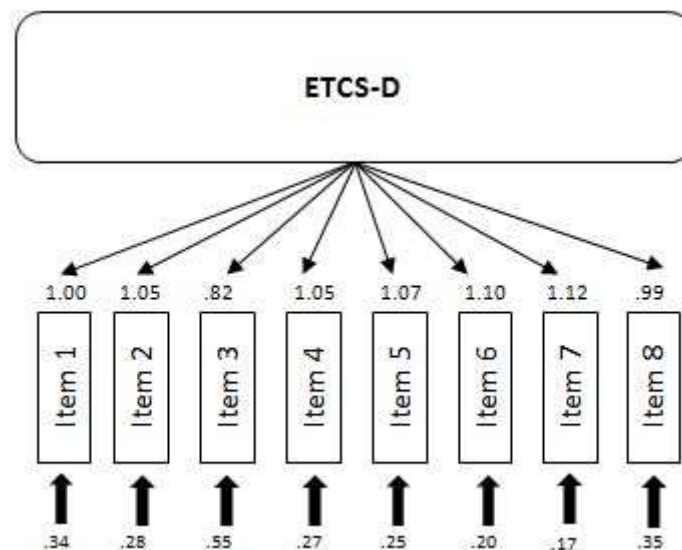 ETCS-D
1.00 1.05 .82 1.05 1.07 1.10 1.12 .99
Item 1 Item 2 Item 3 Item 4 Item 5 Item 6 Item 7 Item 8
.34 .28 .55 .27 .25 .20 .17 .35